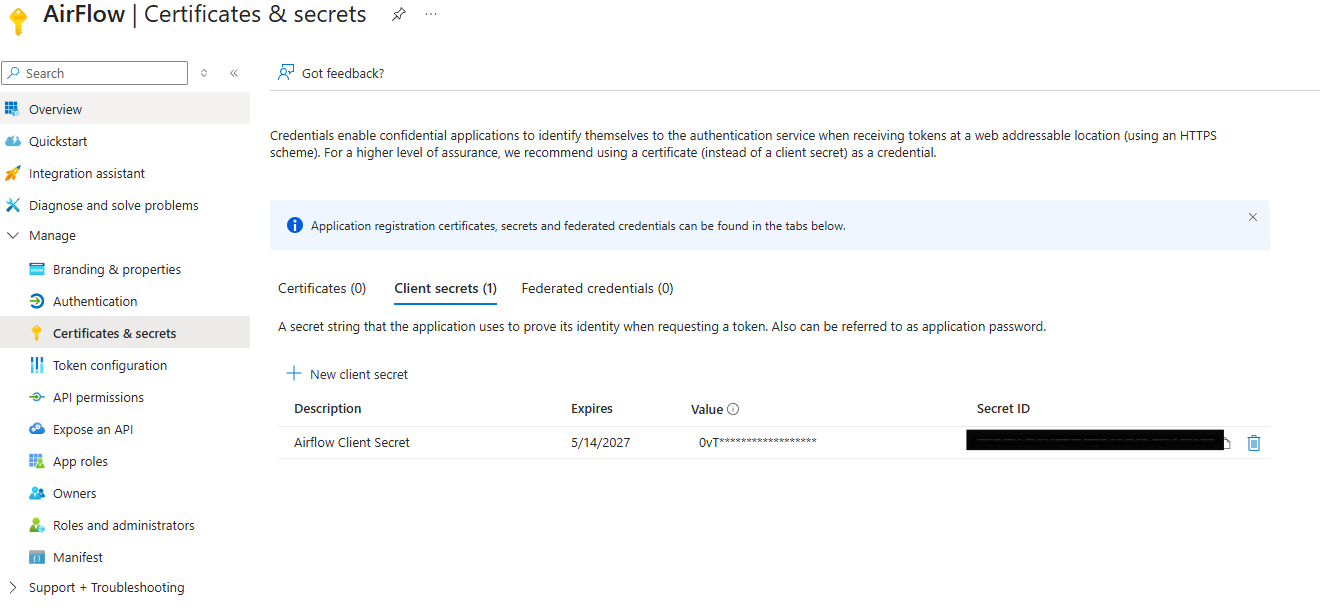 AirFlow | Certificates & secrets
Search
Got feedback?
Overview
Quickstart
Integration assistant
Diagnose and solve problems
Manage
Branding & properties
Authentication
Certificates & secrets
Token configuration
API permissions
Expose an API
App roles
Owners
Roles and administrators
Manifest
Support + Troubleshooting
Credentials enable confidential applications to identify themselves to the authentication service when receiving tokens at a web addressable location (using an HTTPS
scheme). For a higher level of assurance, we recommend using a certificate (instead of a client secret) as a credential.
Application registration certificates, secrets and federated credentials can be found in the tabs below.
Certificates (0) Client secrets (1) Federated credentials (0)
A secret string that the application uses to prove its identity when requesting a token. Also can be referred to as application password.
New client secret
Description Expires Value Secret ID
Airflow Client Secret 5/14/2027 0vT******************